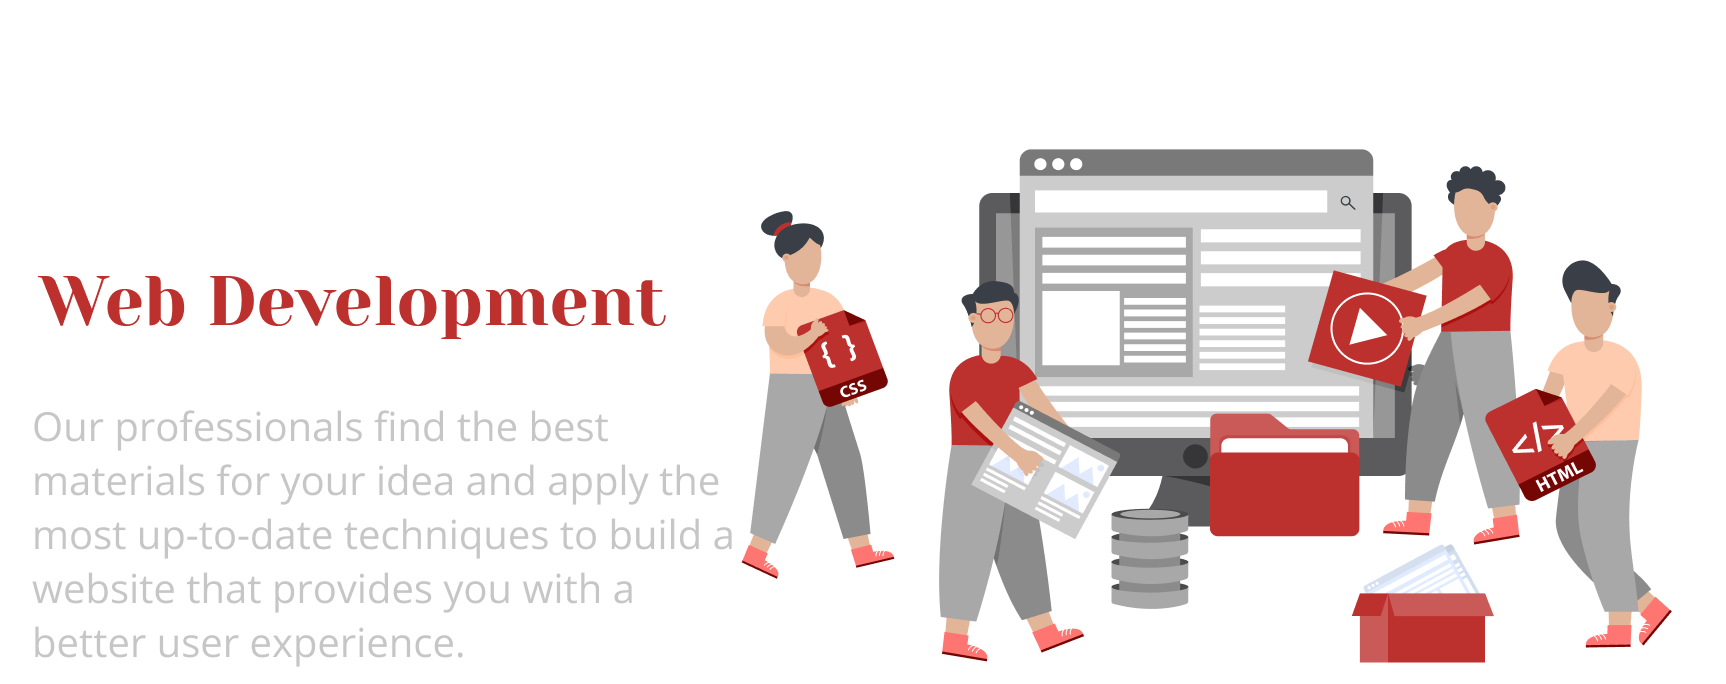 Web Development
Our professionals find the best
materials for your idea and apply the
most up-to-date techniques to build a
website that provides you with a
better user experience.
{ }
CSS
</>
HTML